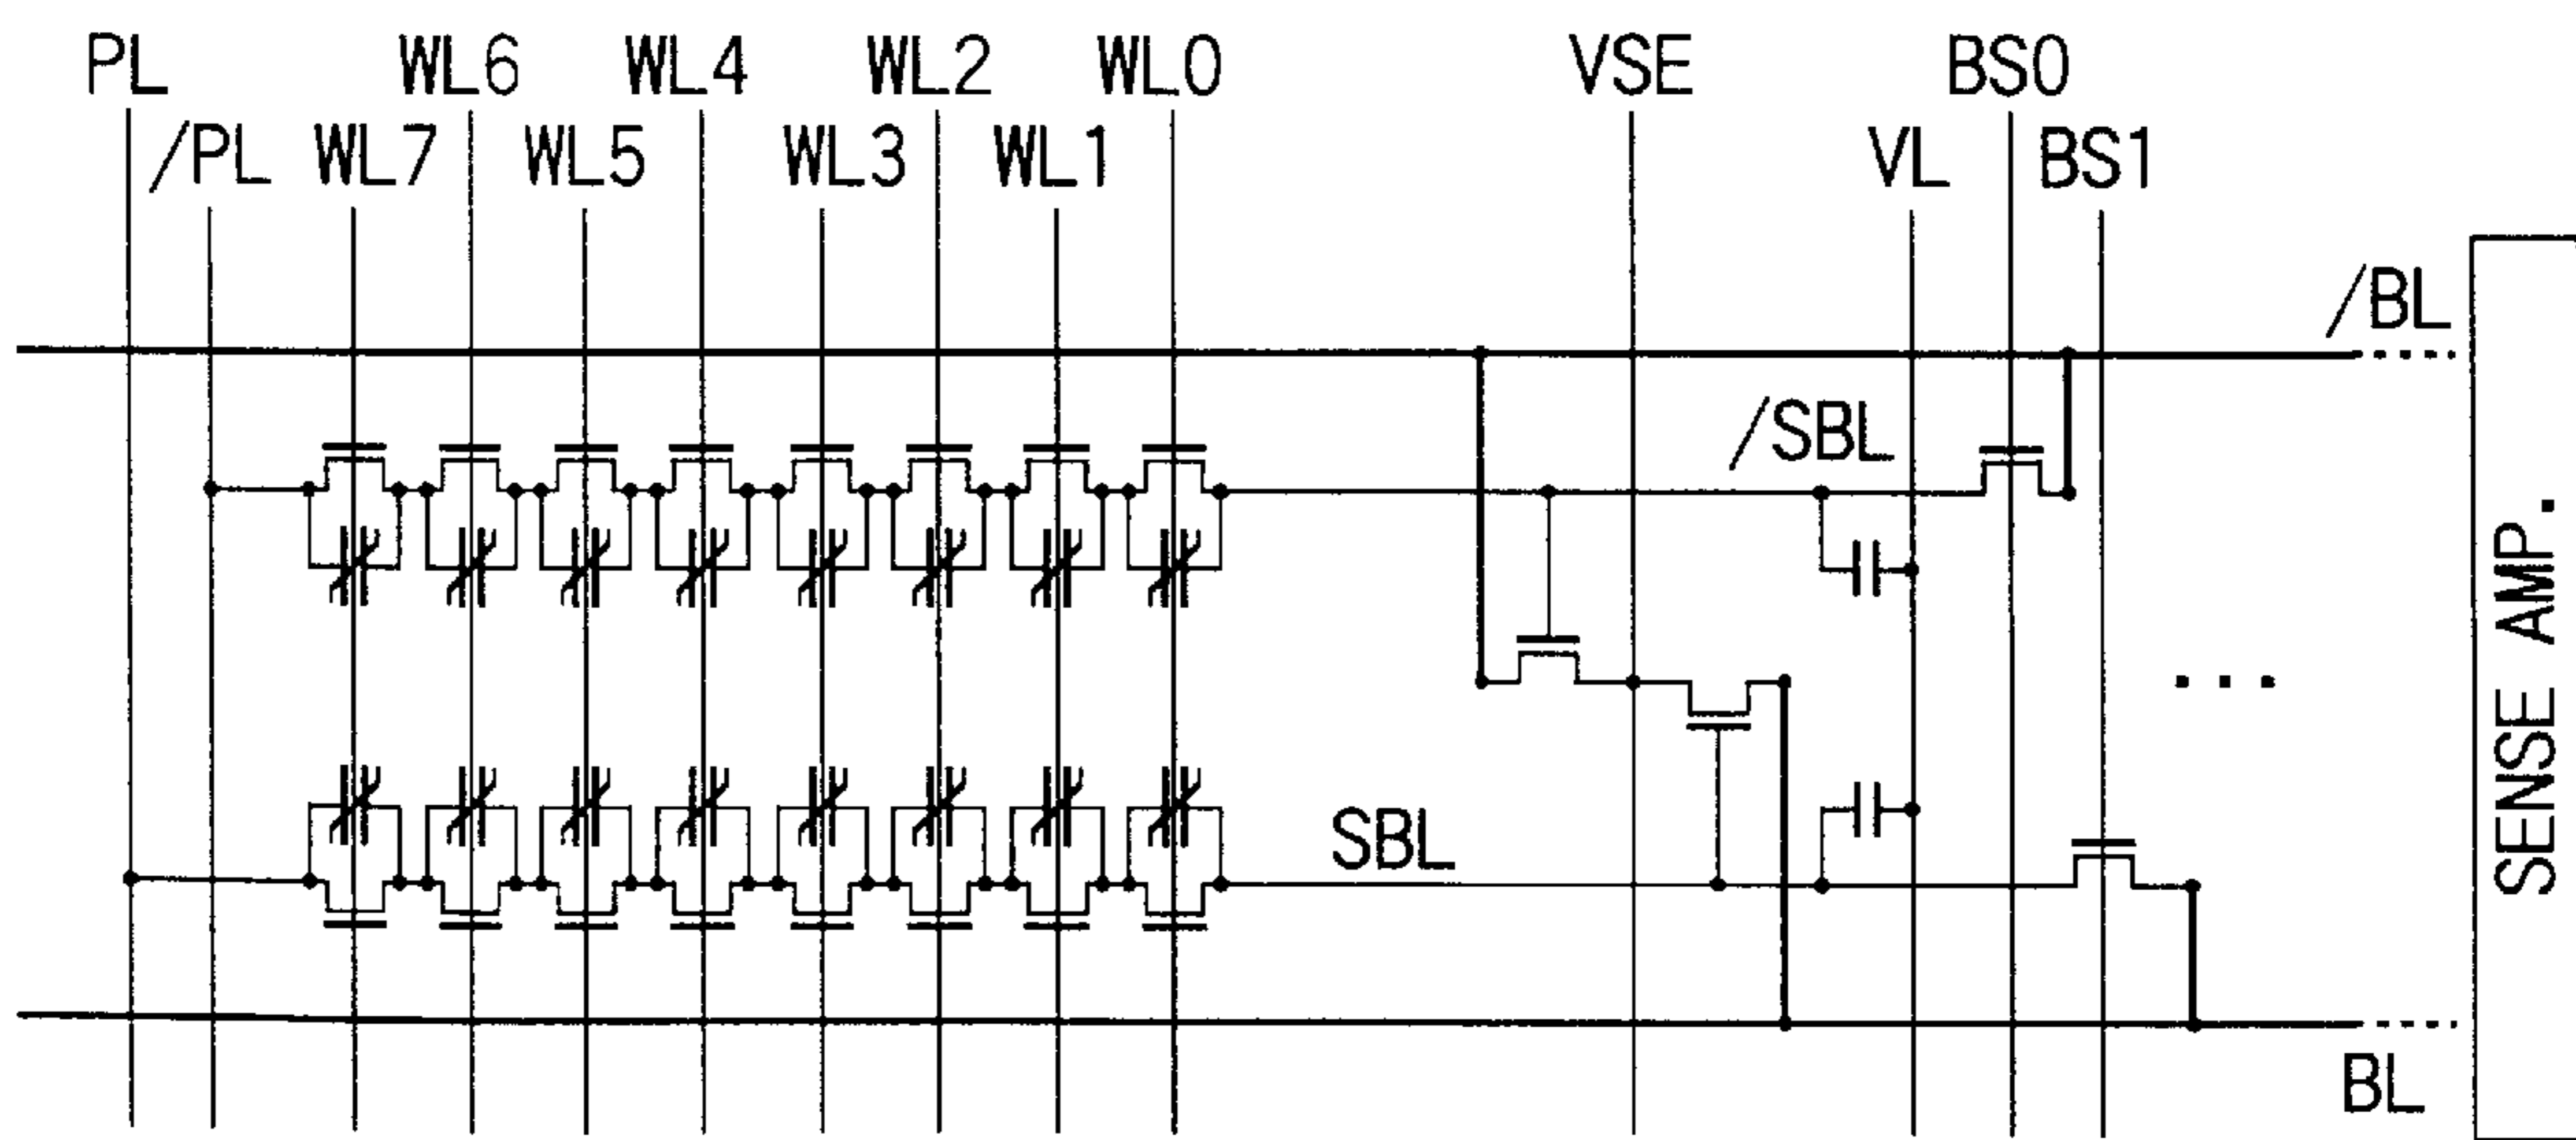 PL WL6 WL4 WL2 WL0 VSE BS0
/PL WL7 WL5 WL3 WL1 VL BS1
/BL
/SBL
SENSE AMP.
SBL
BL